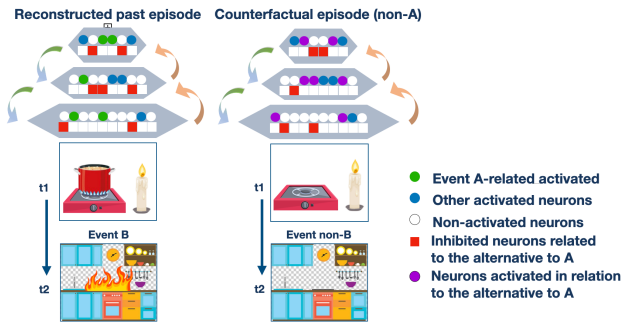 Reconstructed past episode
Counterfactual episode (non-A)
t1
t1
Event B
Event non-B
t2
t2
Event A-related activated
Other activated neurons
Non-activated neurons
Inhibited neurons related
to the alternative to A
Neurons activated in relation
to the alternative to A